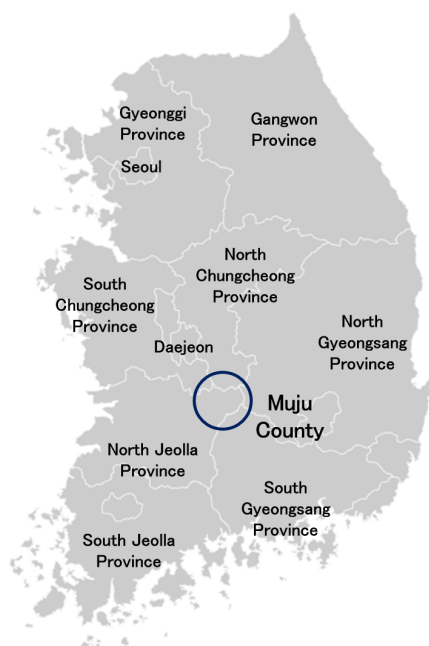 Gyeonggi
Province
Gangwon
Province
Seoul
North
Chungcheong
Province
South
Chungcheong
Province
Daejeon
North
Gyeongsang
Province
Muju
County
North Jeolla
Province
South
Gyeongsang
Province
South Jeolla
Province